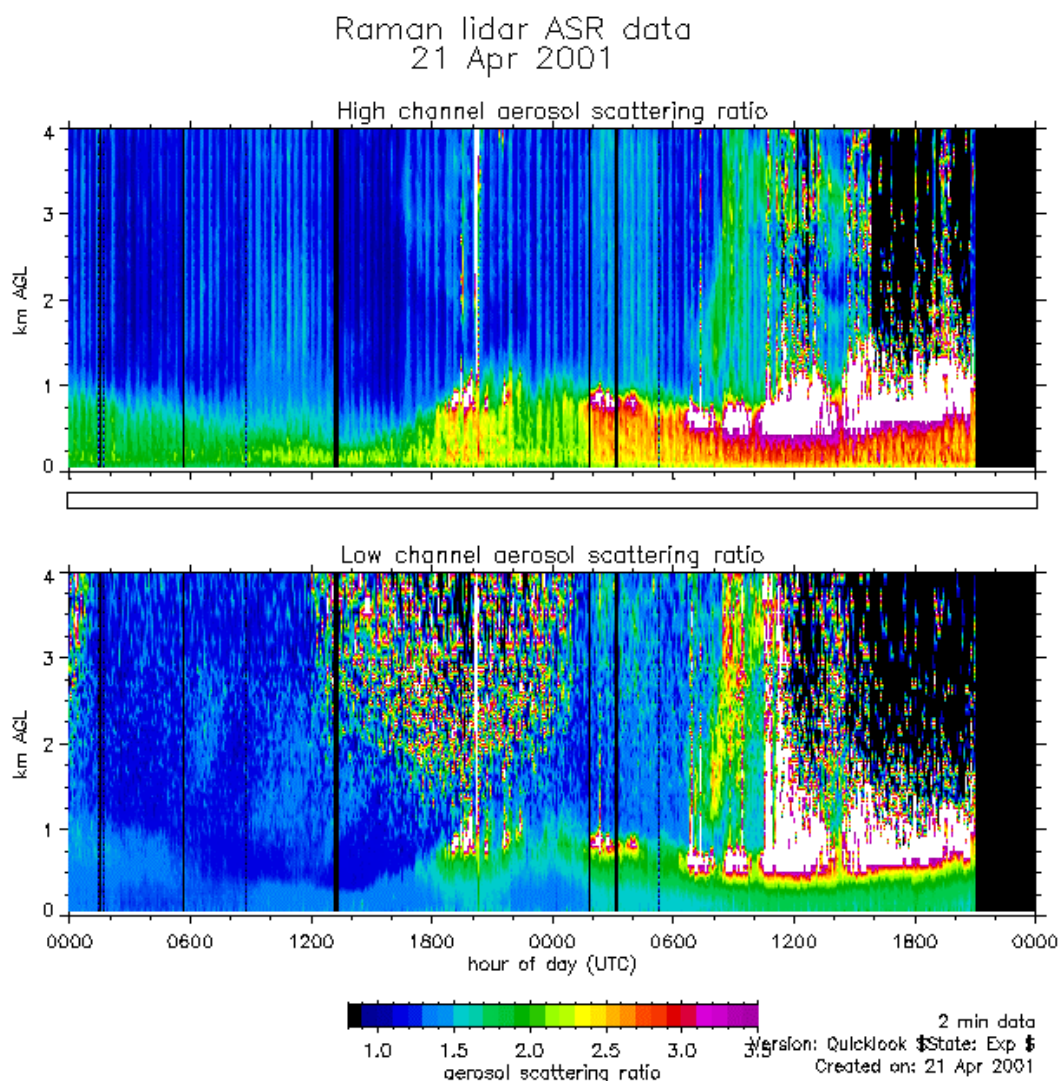 Raman lidar ASR data
21 Apr 2001
High channel aerosol scattering ratio
4
3
2
1
0
km AGL
Low channel aerosol scattering ratio
4
3
2
1
0
km AGL
0000 0600 1200 1800 0000 0600 1200 1800 0000
hour of day (UTC)
1.0 1.5 2.0 2.5 3.0 3.5
aerosol scattering ratio
2 min data
Version: Quicklook $State: Exp $
Created on: 21 Apr 2001